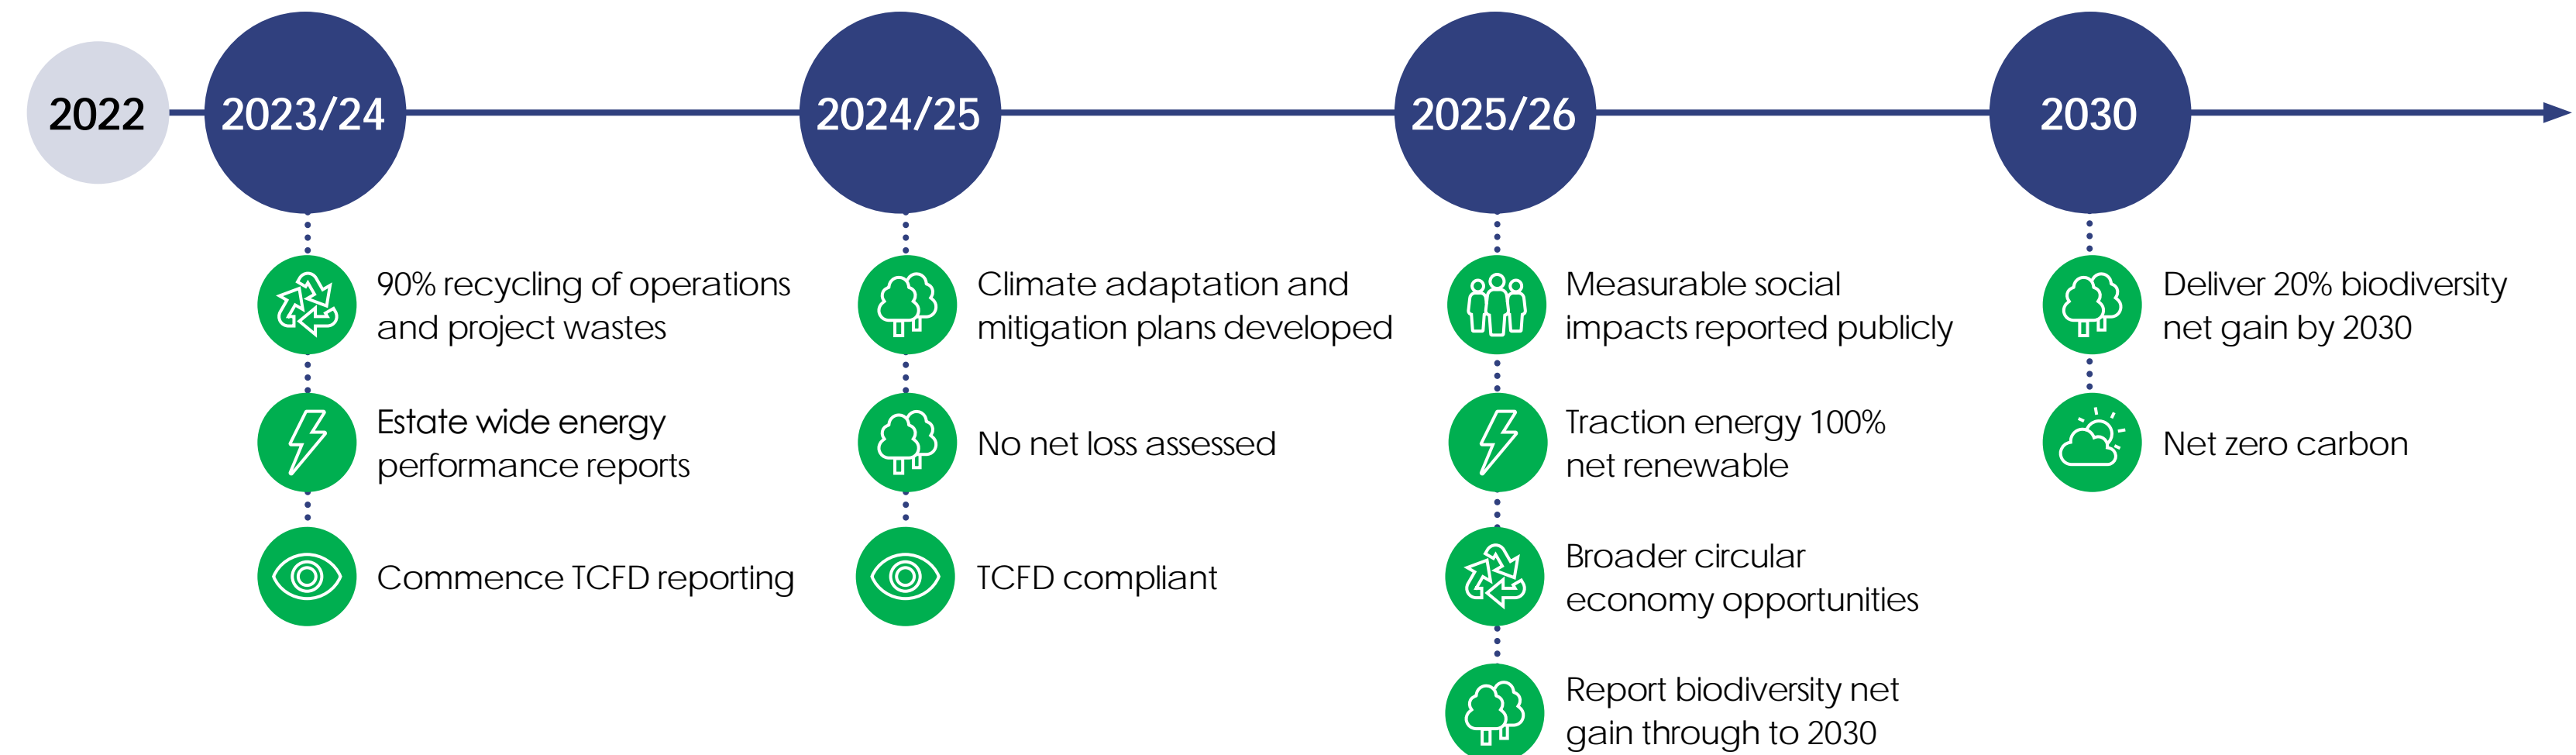 2022
2023/24
2024/25
2025/26
2030
90% recycling of operations
and project wastes
Estate wide energy
performance reports
Commence TCFD reporting
Climate adaptation and
mitigation plans developed
No net loss assessed
TCFD compliant
Measurable social
impacts reported publicly
Traction energy 100%
net renewable
Broader circular
economy opportunities
Report biodiversity net
gain through to 2030
Deliver 20% biodiversity
net gain by 2030
Net zero carbon